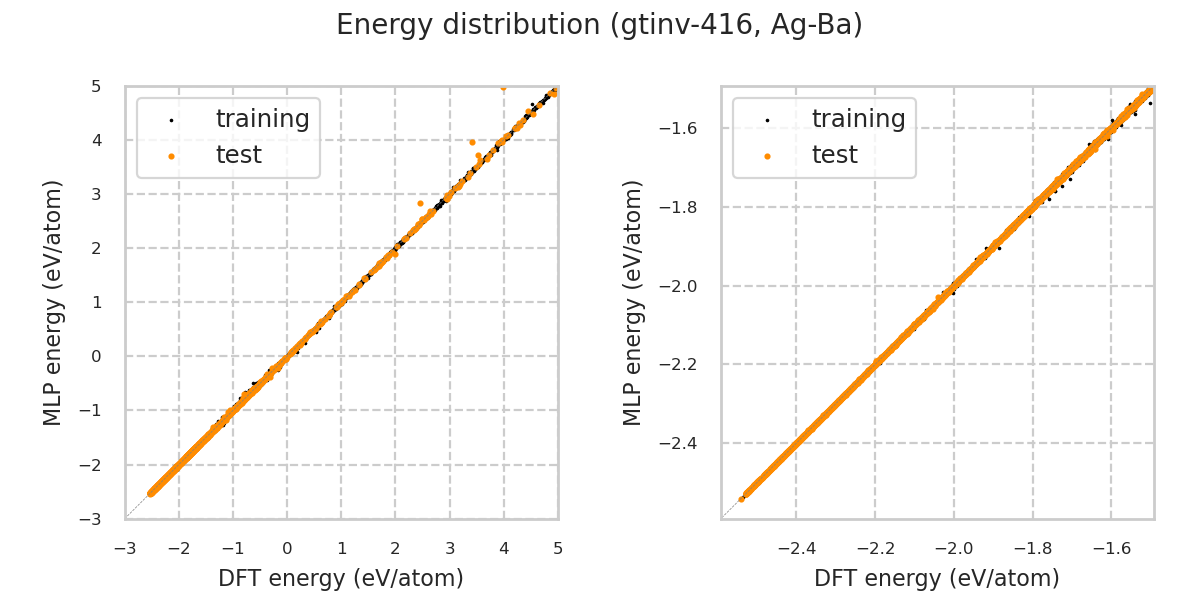 Energy distribution (gtinv-416, Ag-Ba)
MLP energy (eV/atom)
5
4
3
2
1
0
−1
−2
−3
training
test
−3 −2 −1 0 1 2 3 4 5
DFT energy (eV/atom)
MLP energy (eV/atom)
−1.6
−1.8
−2.0
−2.2
−2.4
training
test
−2.4 −2.2 −2.0 −1.8 −1.6
DFT energy (eV/atom)